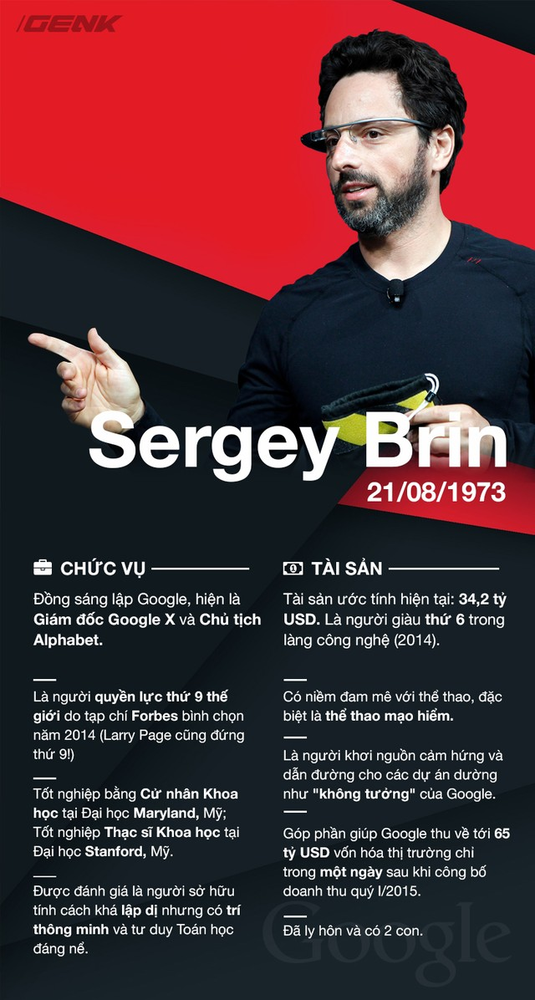 GENK
Sergey Brin
21/08/1973
CHỨC VỤ
Đồng sáng lập Google, hiện là
Giám đốc Google X và Chủ tịch
Alphabet.
Là người quyền lực thứ 9 thế
giới do tạp chí Forbes bình chọn
năm 2014 (Larry Page cũng đứng
thứ 9!)
Tốt nghiệp bằng Cử nhân Khoa
học tại Đại học Maryland, Mỹ;
Tốt nghiệp Thạc sĩ Khoa học tại
Đại học Stanford, Mỹ.
Được đánh giá là người sở hữu
tính cách khá lập dị nhưng có trí
thông minh và tư duy Toán học
đáng nể.
TÀI SẢN
Tài sản ước tính hiện tại: 34,2 tỷ
USD. Là người giàu thứ 6 trong
làng công nghệ (2014).
Có niềm đam mê với thể thao, đặc
biệt là thể thao mạo hiểm.
Là người khơi nguồn cảm hứng và
dẫn đường cho các dự án dường
như "không tưởng" của Google.
Góp phần giúp Google thu về tới 65
tỷ USD vốn hóa thị trường chỉ
trong một ngày sau khi công bố
doanh thu quý I/2015.
Đã ly hôn và có 2 con.
Google